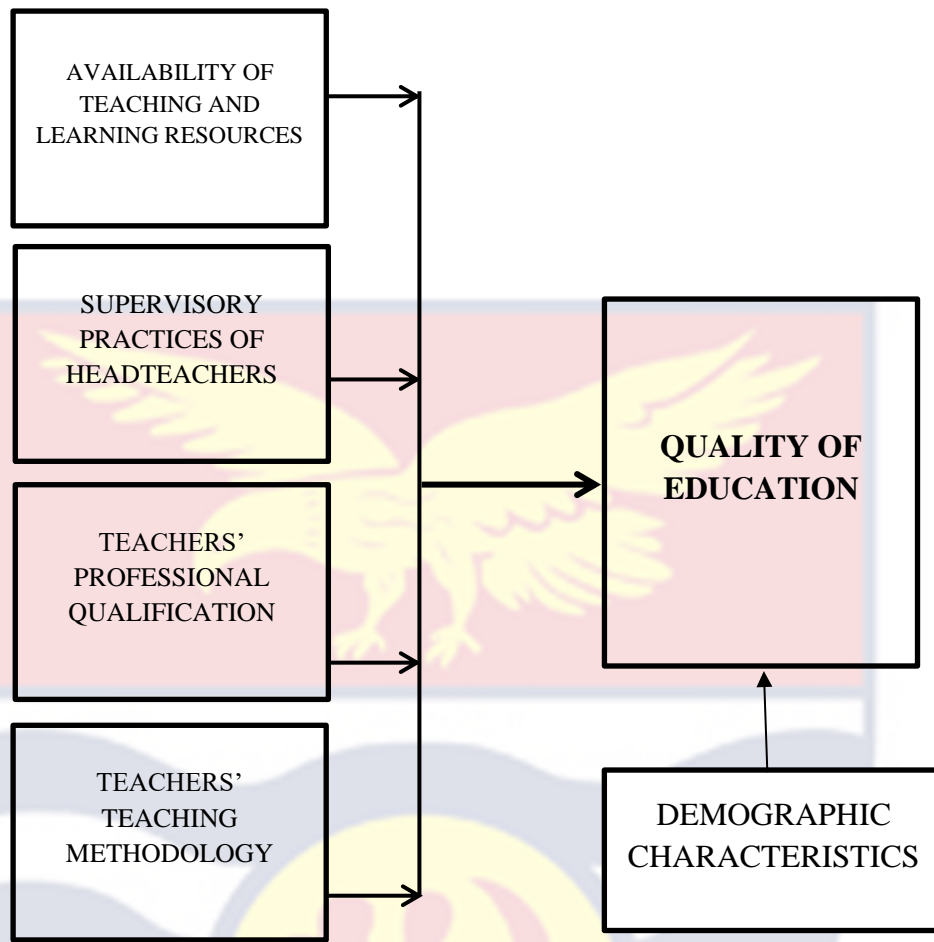 AVAILABILITY OF
TEACHING AND
LEARNING RESOURCES
SUPERVISORY
PRACTICES OF
HEADTEACHERS
TEACHERS’
PROFESSIONAL
QUALIFICATION
TEACHERS’
TEACHING
METHODOLOGY
QUALITY OF
EDUCATION
DEMOGRAPHIC
CHARACTERISTICS